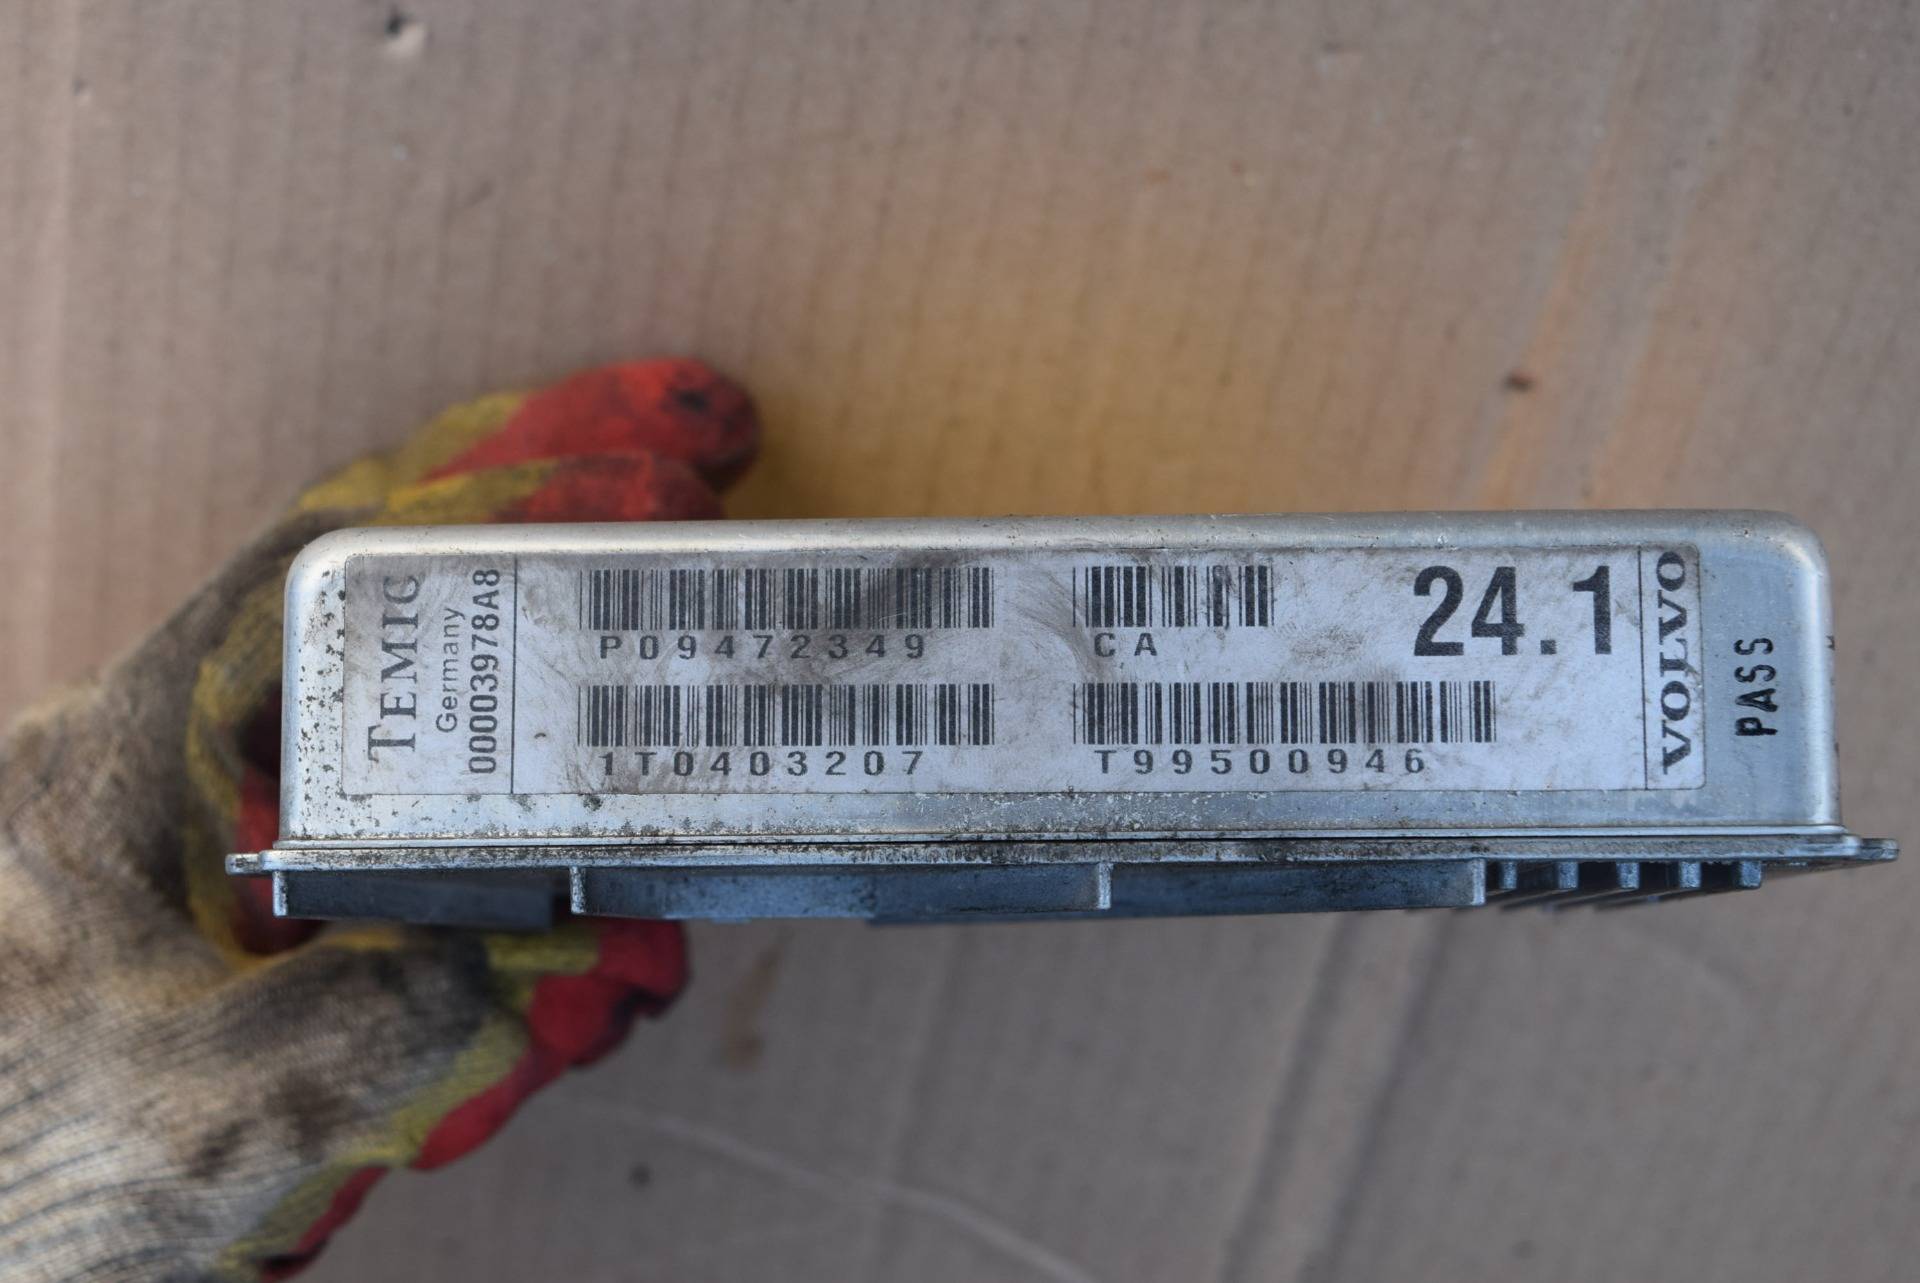 TEMIC
Germany
00003978A8
P09472349
CA
24.1
1T0403207
T99500946
VOLVO
PASS